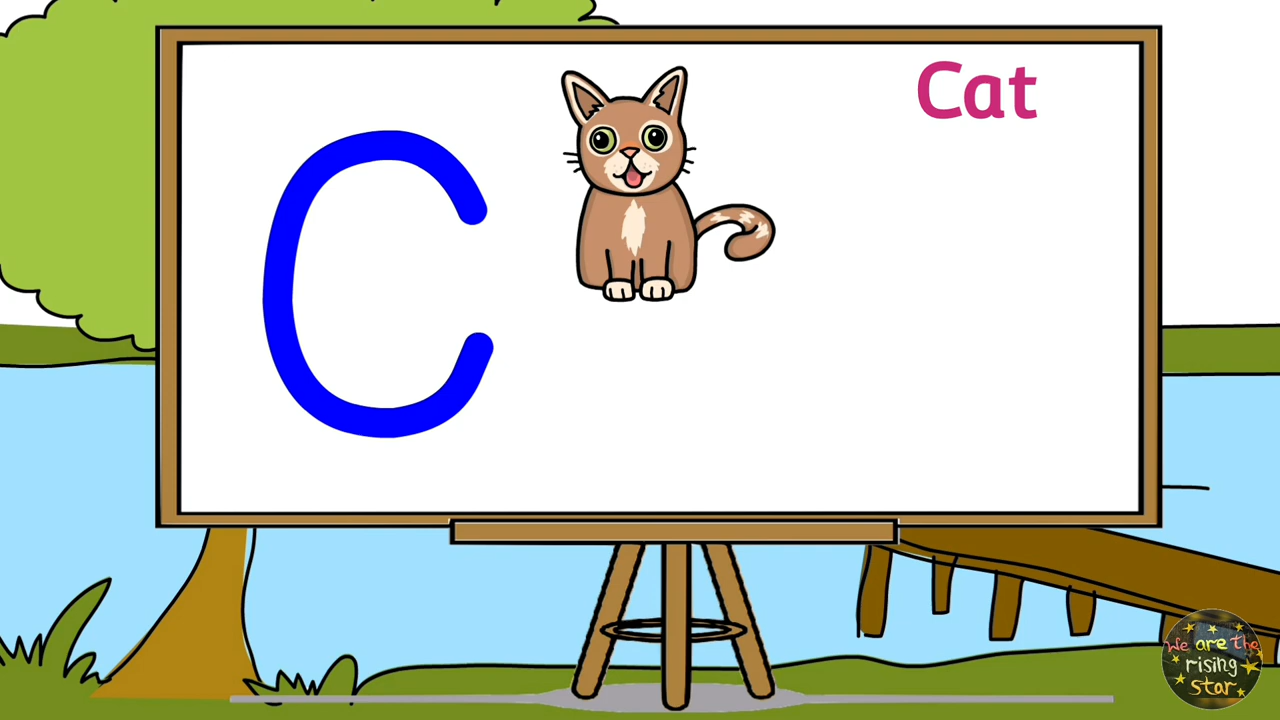 Cat
C
We are the
rising
star